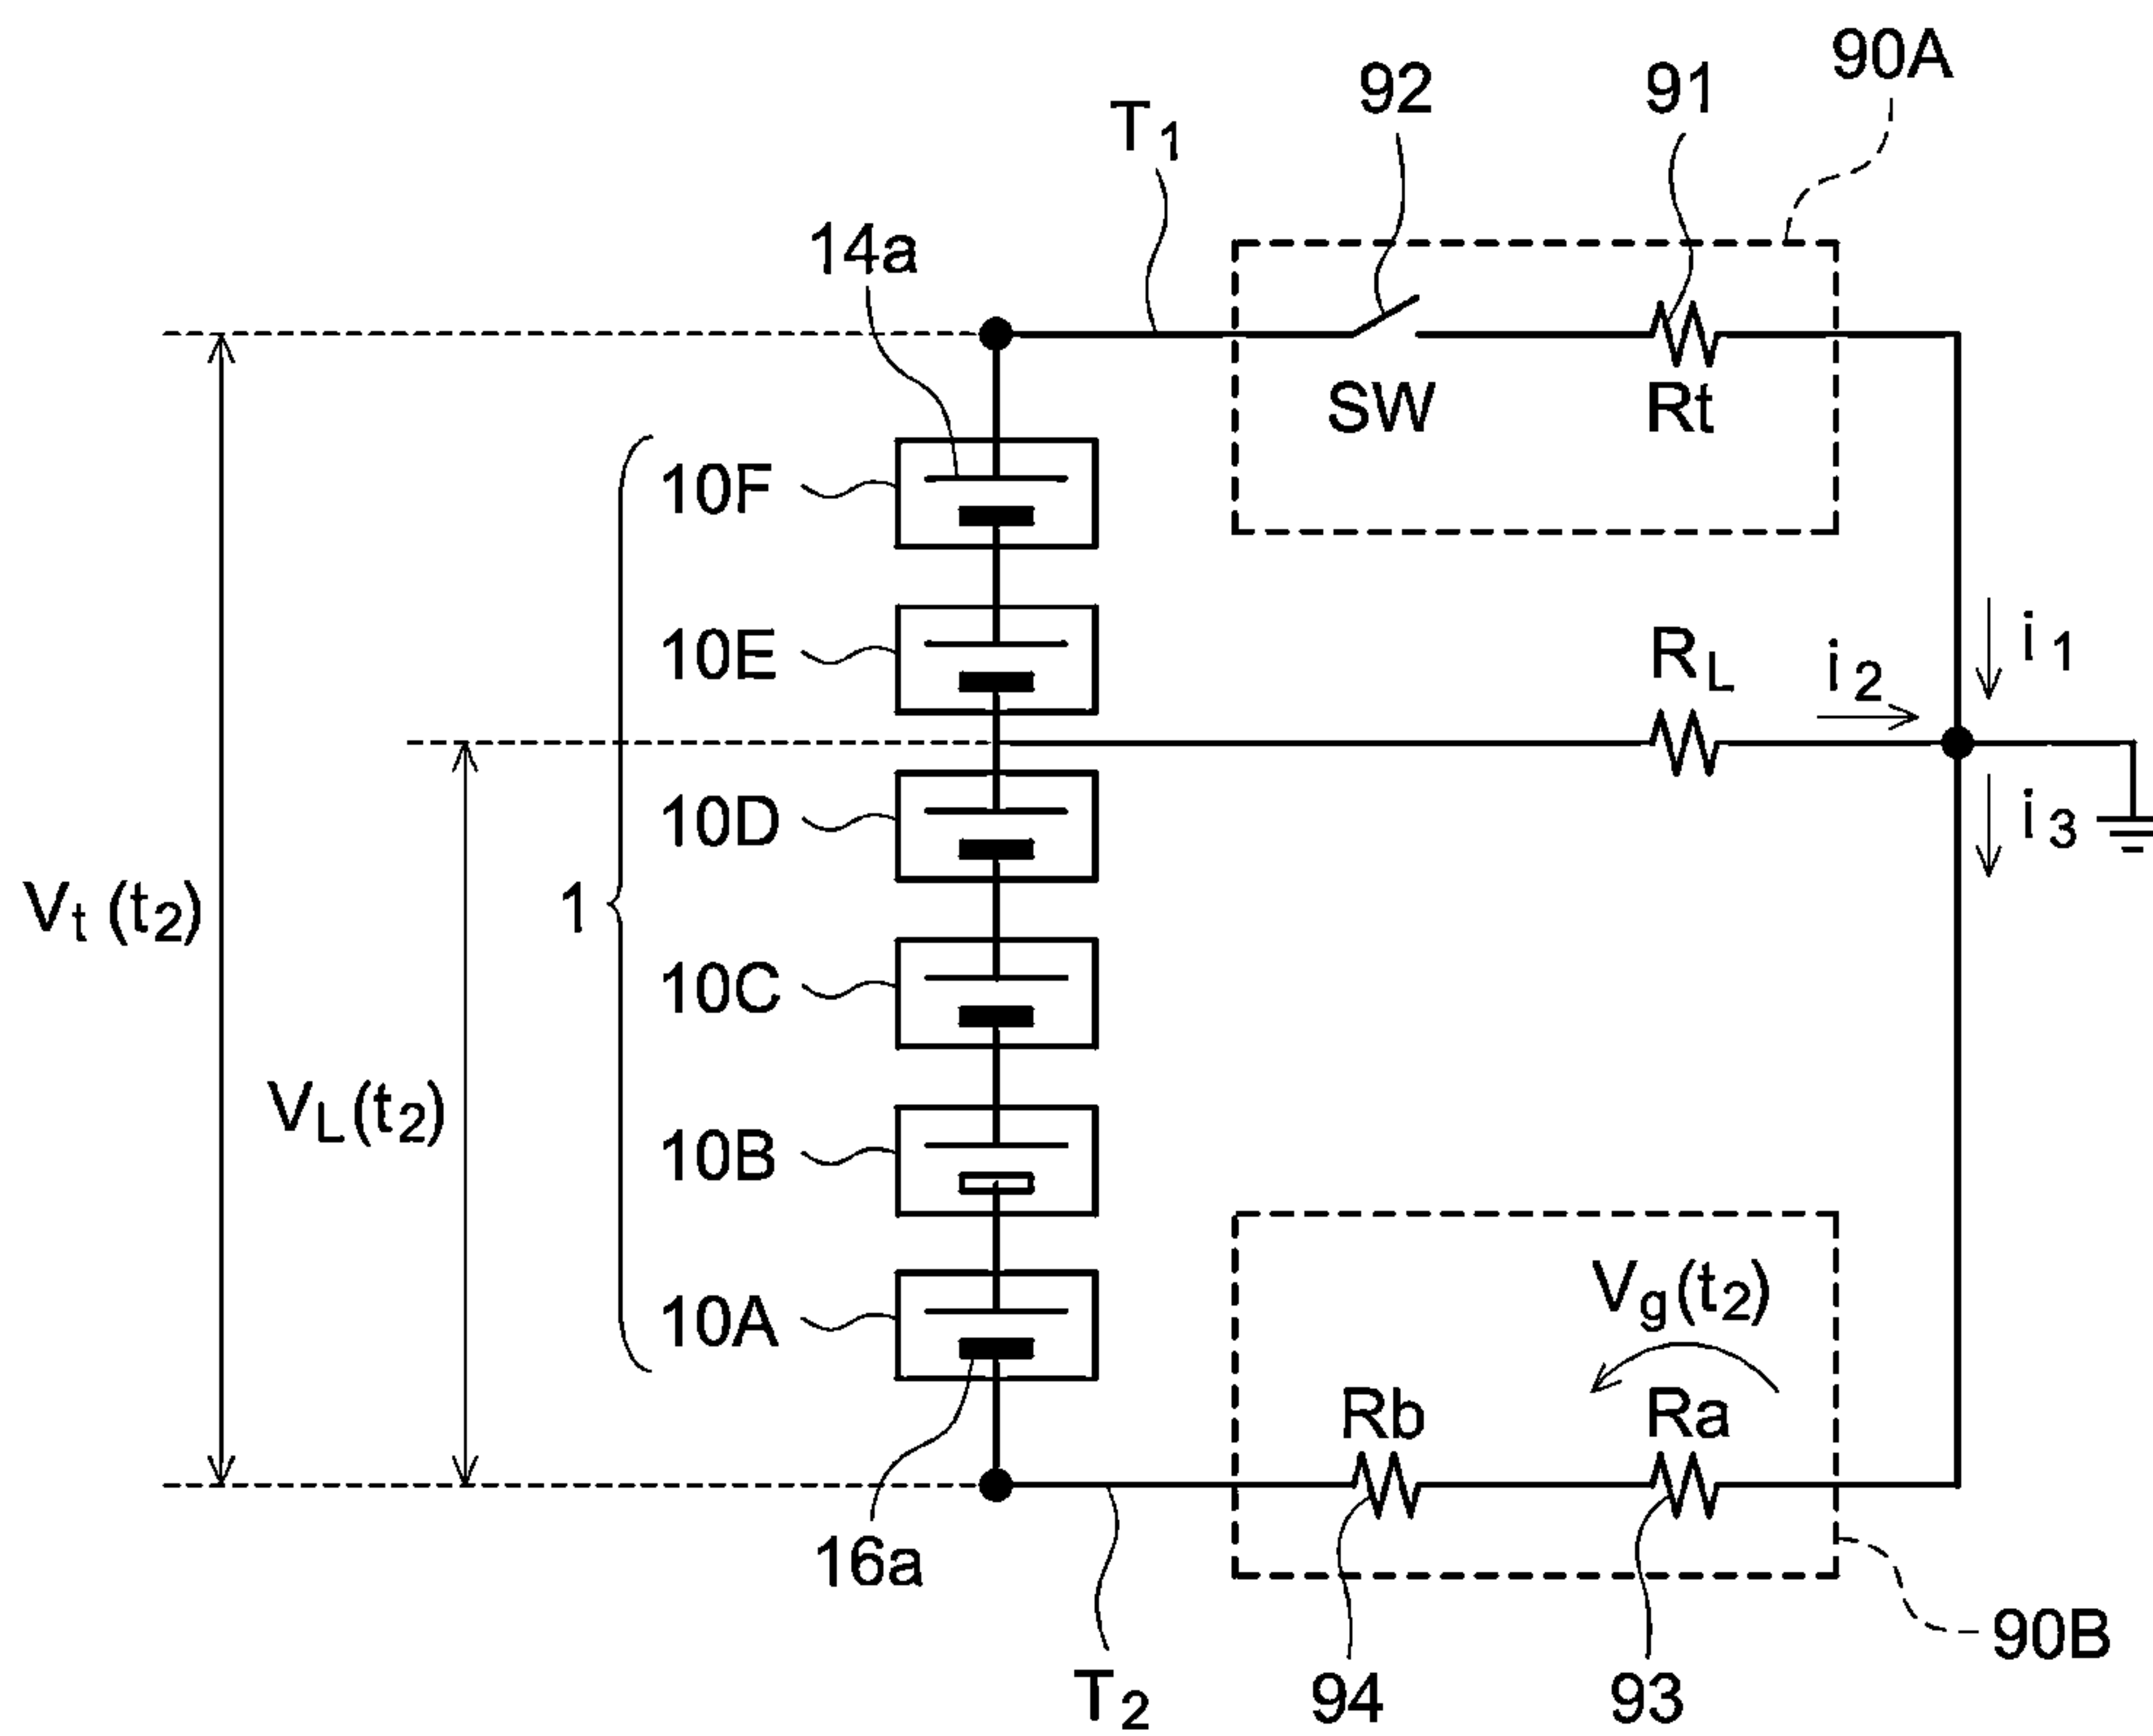 90A
92
91
T1
14a
SW
Rt
10F
10E
RL
i2
i1
10D
i3
1
Vt(t2)
10C
VL(t2)
10B
10A
Vg(t2)
Rb
Ra
16a
90B
T2
94
93